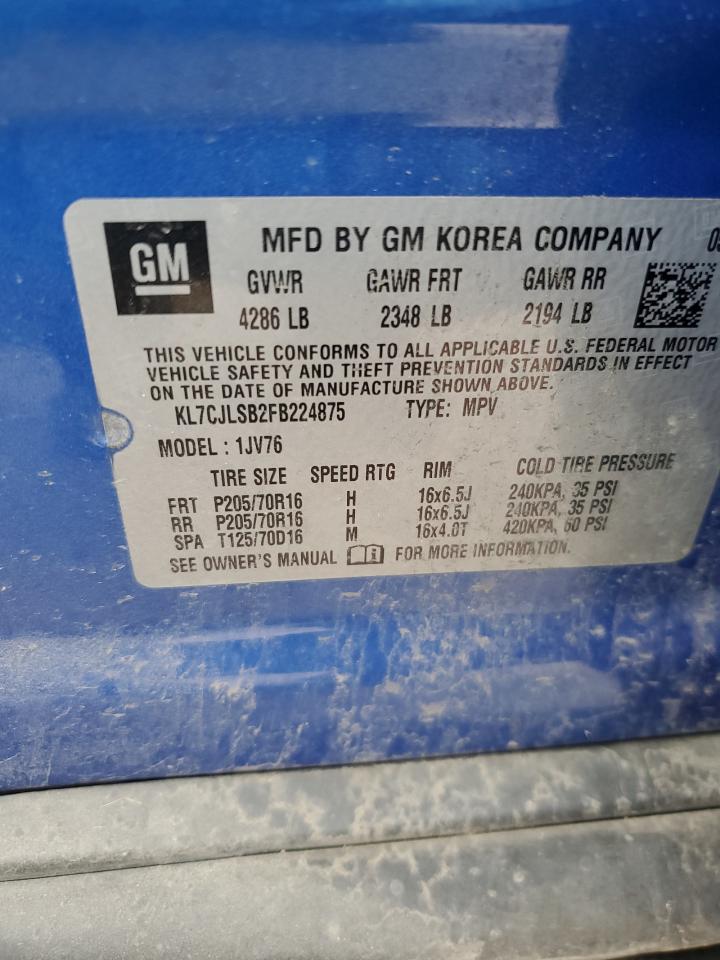 GM
MFD BY GM KOREA COMPANY
GVWR GAWR FRT GAWR RR
4286 LB 2348 LB 2194 LB
THIS VEHICLE CONFORMS TO ALL APPLICABLE U.S. FEDERAL MOTOR
VEHICLE SAFETY AND THEFT PREVENTION STANDARDS IN EFFECT
ON THE DATE OF MANUFACTURE SHOWN ABOVE.
KL7CJLSB2FB224875 TYPE: MPV
MODEL : 1JV76
TIRE SIZE SPEED RTG RIM COLD TIRE PRESSURE
FRT P205/70R16 H 16x6.5J 240KPA, 35 PSI
RR P205/70R16 H 16x6.5J 240KPA, 35 PSI
SPA T125/70D16 M 16x4.0T 420KPA, 60 PSI
SEE OWNER'S MANUAL FOR MORE INFORMATION.